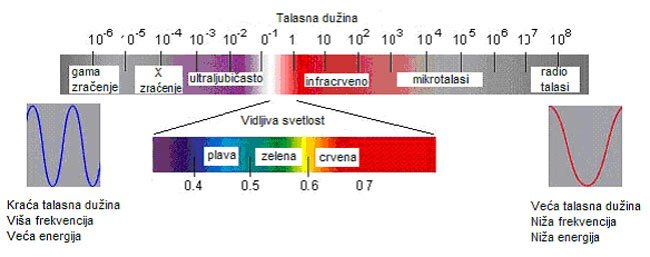 Talasna dužina
10-6 10-5 10-4 10-3 10-2 0-1 1 10 102 103 104 105 106 107 108
gama zračenje
X zračenje
ultraljubičasto
infracrveno
mikrotalasi
radio talasi
Vidljiva svetlost
plava zelena crvena
0.4 0.5 0.6 07
Kraća talasna dužina
Viša frekvencija
Veća energija
Veća talasna dužina
Niža frekvencija
Niža energija